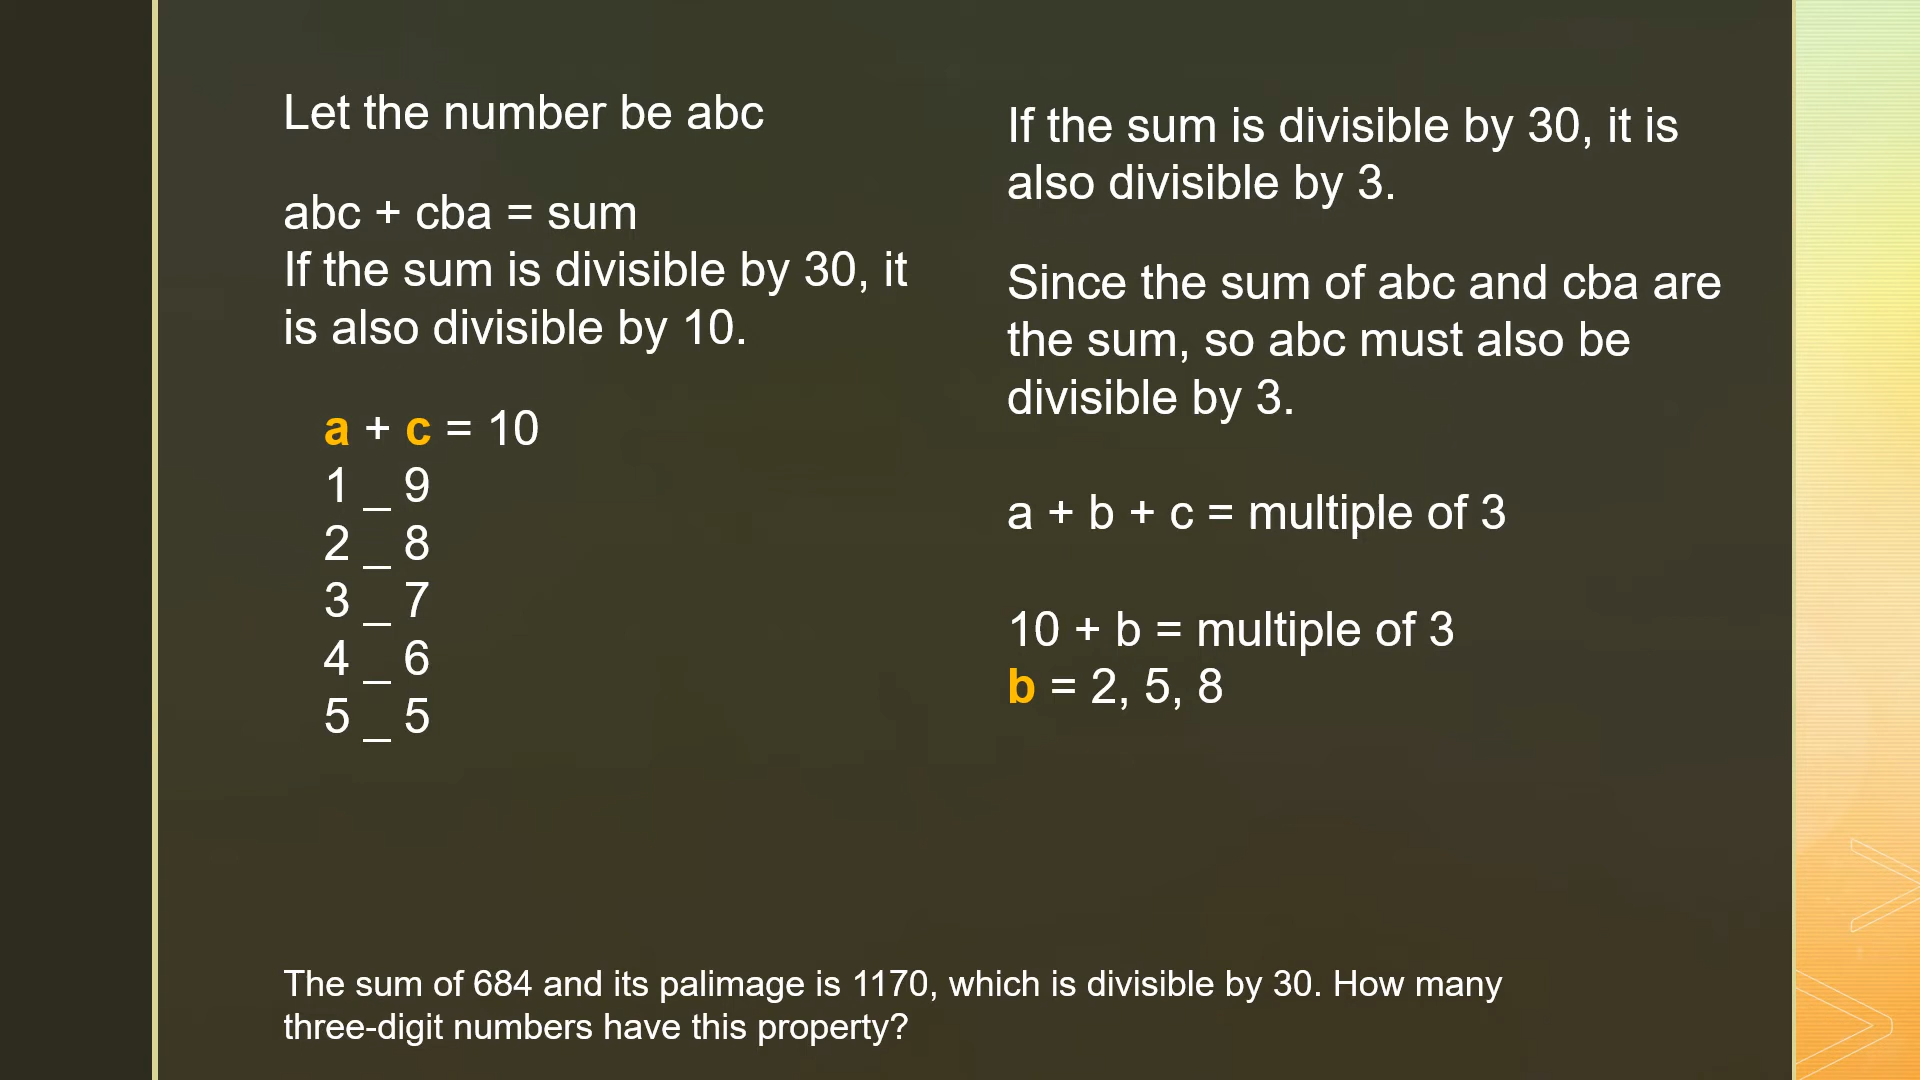 Let the number be abc
abc + cba = sum
If the sum is divisible by 30, it
is also divisible by 10.
a + c = 10
1 _ 9
2 _ 8
3 _ 7
4 _ 6
5 _ 5
If the sum is divisible by 30, it is
also divisible by 3.
Since the sum of abc and cba are
the sum, so abc must also be
divisible by 3.
a + b + c = multiple of 3
10 + b = multiple of 3
b = 2, 5, 8
The sum of 684 and its palimage is 1170, which is divisible by 30. How many
three-digit numbers have this property?